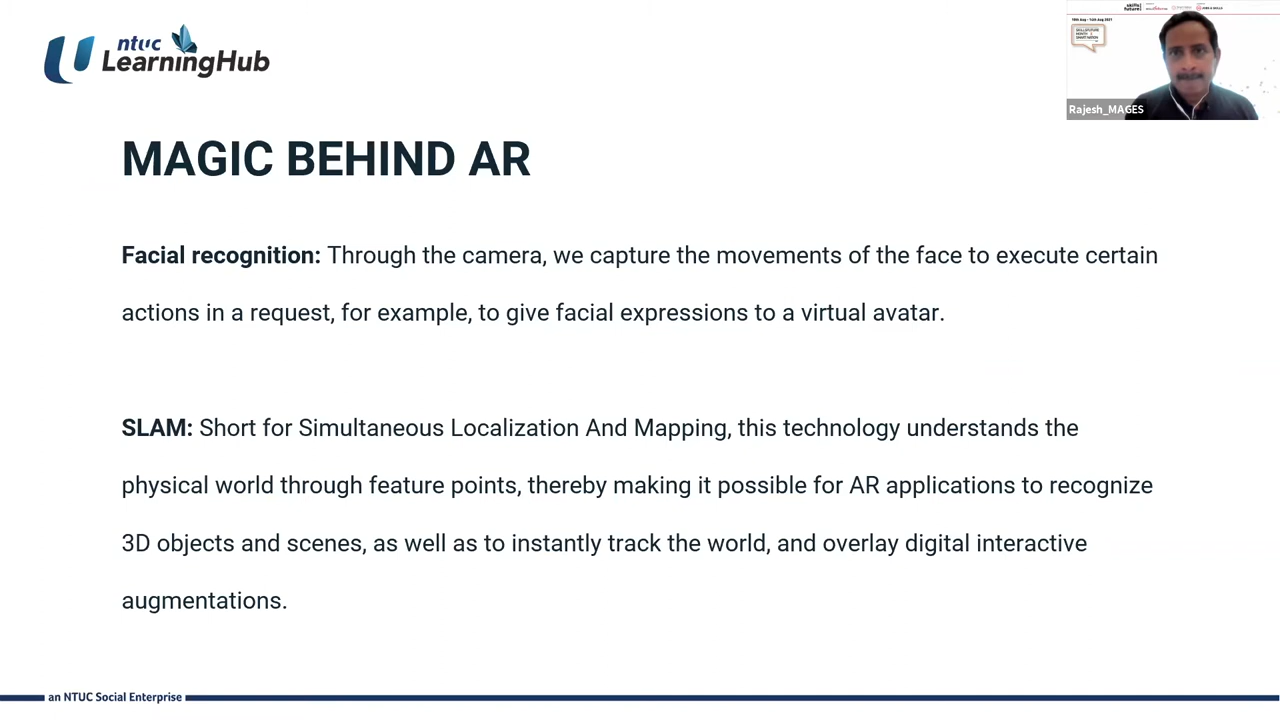 ntuc
LearningHub
Rajesh_MAGES
MAGIC BEHIND AR
Facial recognition: Through the camera, we capture the movements of the face to execute certain
actions in a request, for example, to give facial expressions to a virtual avatar.
SLAM: Short for Simultaneous Localization And Mapping, this technology understands the
physical world through feature points, thereby making it possible for AR applications to recognize
3D objects and scenes, as well as to instantly track the world, and overlay digital interactive
augmentations.
an NTUC Social Enterprise